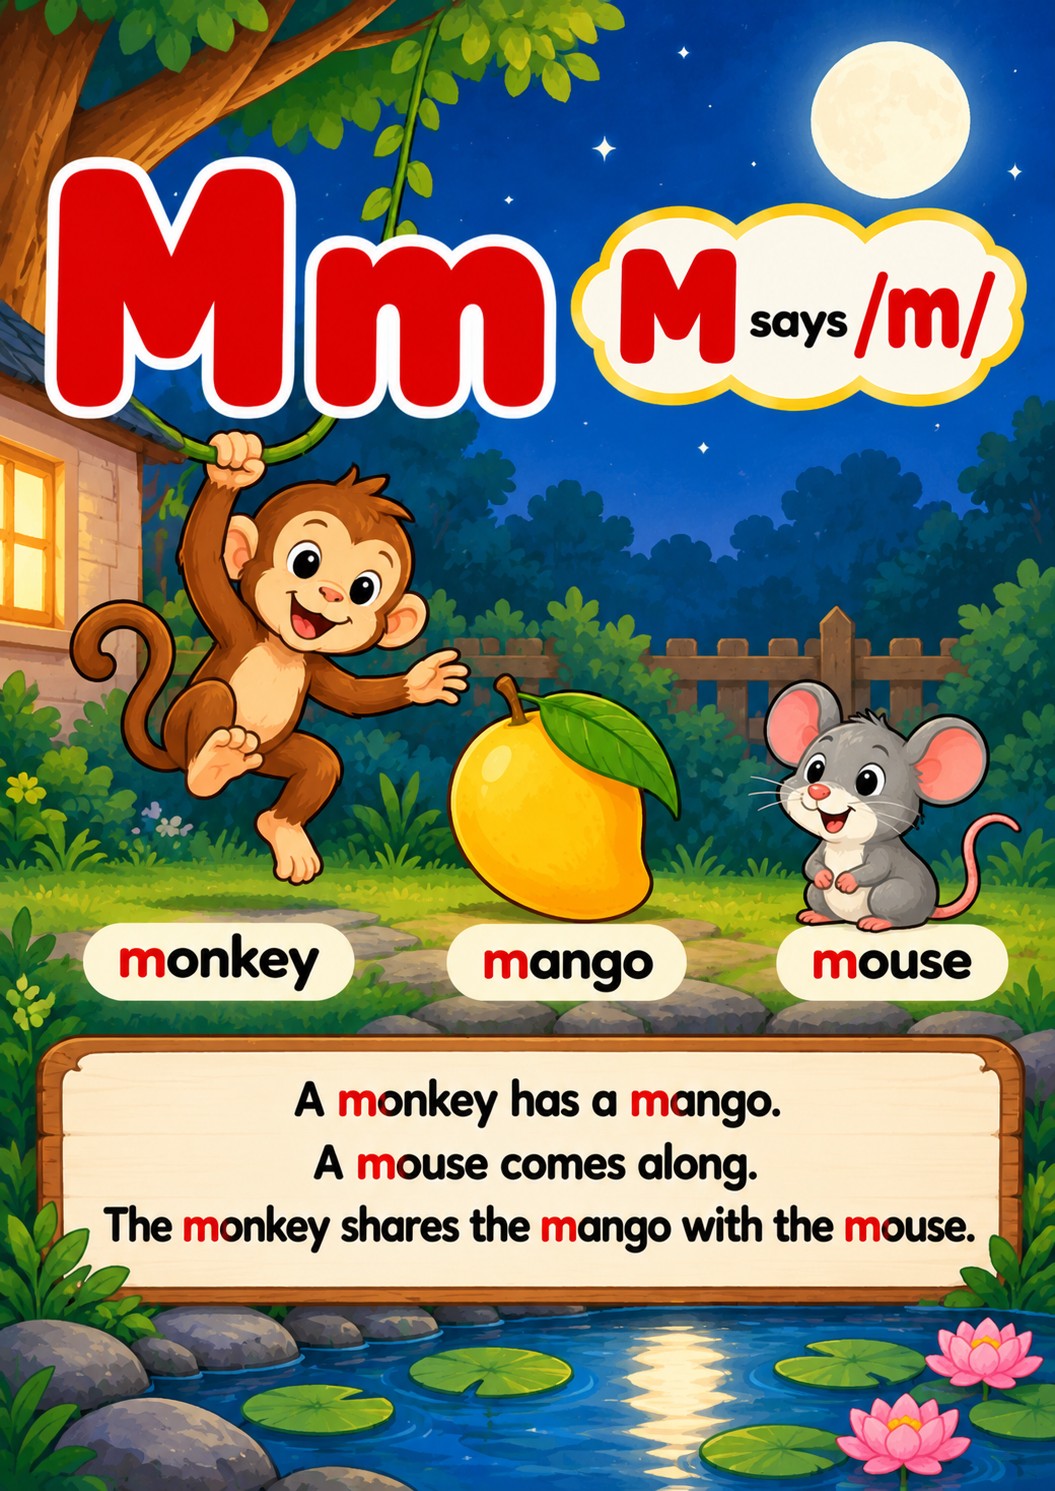 Mm
M says /m/
monkey
mango
mouse
A monkey has a mango.
A mouse comes along.
The monkey shares the mango with the mouse.